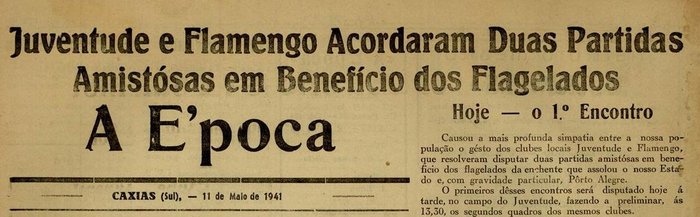 Juventude e Flamengo Acordaram Duas Partidas
Amistósas em Benefício dos Flagelados
A E'poca
CAXIAS (Sul), — 11 de Maio de 1941
Hoje — o 1.º Encontro
Causou a mais profunda simpatia entre a nossa
população o gésto dos clubes locais Juventude e Flamengo,
que resolveram disputar duas partidas amistósas em bene-
ficio dos flagelados da enchente que assolou o nosso Esta-
do e, com gravidade particular, Pôrto Alegre.
O primeiros dêsses encontros será disputado hoje á
tarde, no campo do Juventude, fazendo a preliminar, ás
13,30, os segundos quadros dos mesmos clubes.